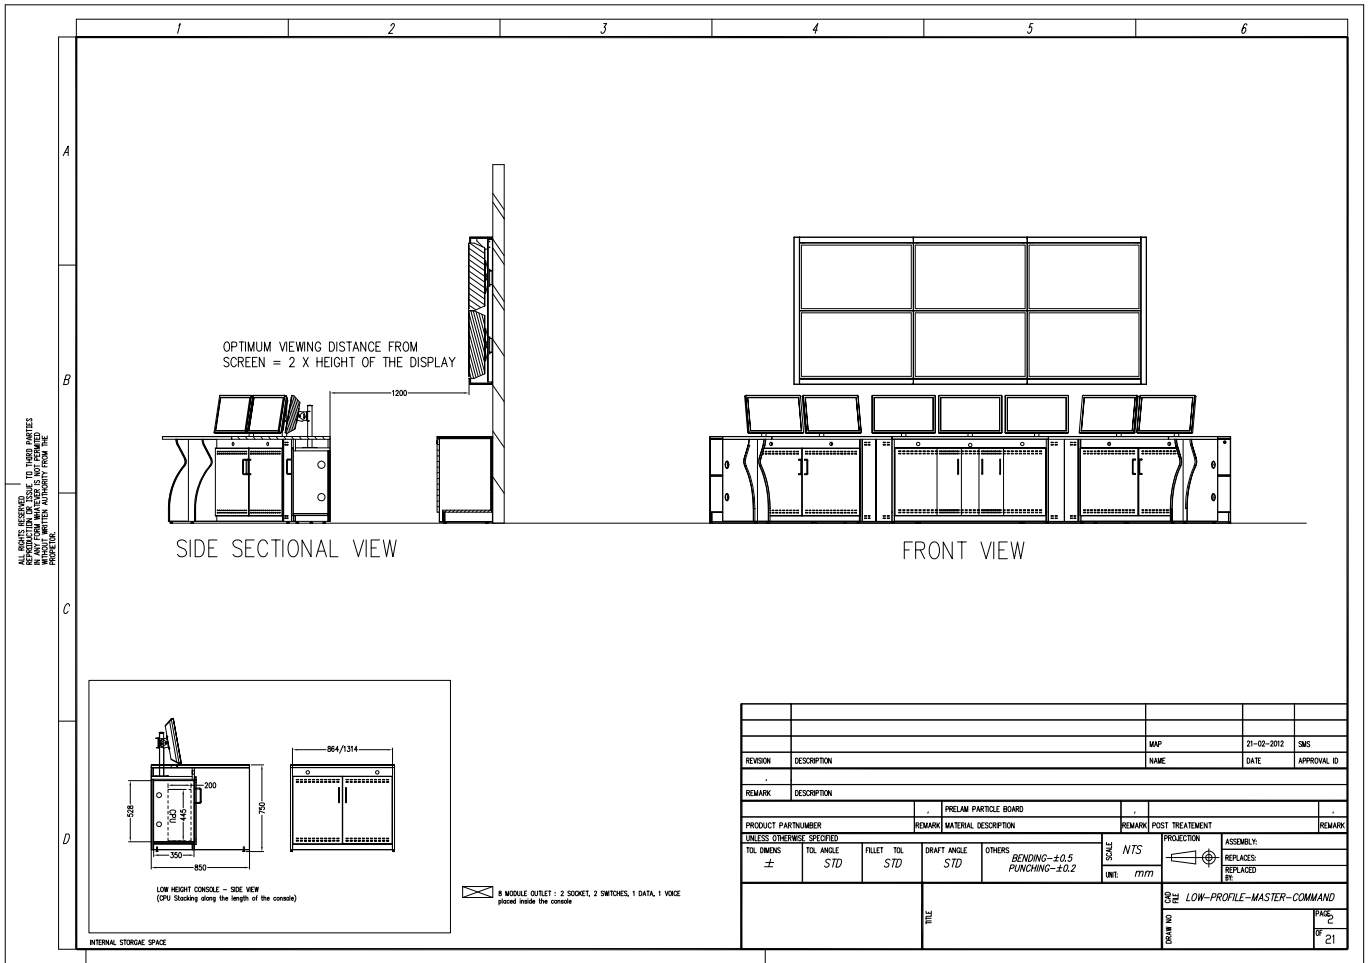 1
2
3
4
5
6
A
B
C
D
ALL RIGHTS RESERVED
REPRODUCTION OR ISSUE TO THIRD PARTIES
IN ANY FORM WHATEVER IS NOT PERMITED
WITHOUT WRITTEN AUTHORITY FROM THE
PROPIETOR.
OPTIMUM VIEWING DISTANCE FROM
SCREEN = 2 X HEIGHT OF THE DISPLAY
1200
SIDE SECTIONAL VIEW
FRONT VIEW
864/1314
200
528
CPU
445
750
350
850
LOW HEIGHT CONSOLE - SIDE VIEW
(CPU Stacking along the length of the console)
INTERNAL STORGAE SPACE
8 MODULE OUTLET : 2 SOCKET, 2 SWITCHES, 1 DATA, 1 VOICE
placed inside the console
MAP 21-02-2012 SMS
REVISION DESCRIPTION NAME DATE APPROVAL ID
REMARK DESCRIPTION
PRELAM PARTICLE BOARD
PRODUCT PARTNUMBER REMARK MATERIAL DESCRIPTION REMARK POST TREATEMENT REMARK
UNLESS OTHERWISE SPECIFIED
TOL DIMENS TOL ANGLE FILLET TOL DRAFT ANGLE OTHERS
± STD STD STD BENDING-±0.5
PUNCHING-±0.2
SCALE NTS
UNIT: mm
PROJECTION
ASSEMBLY:
REPLACES:
REPLACED
BY:
TITLE
CAD
FILE LOW-PROFILE-MASTER-COMMAND
DRAW NO
PAGE
2
OF 21